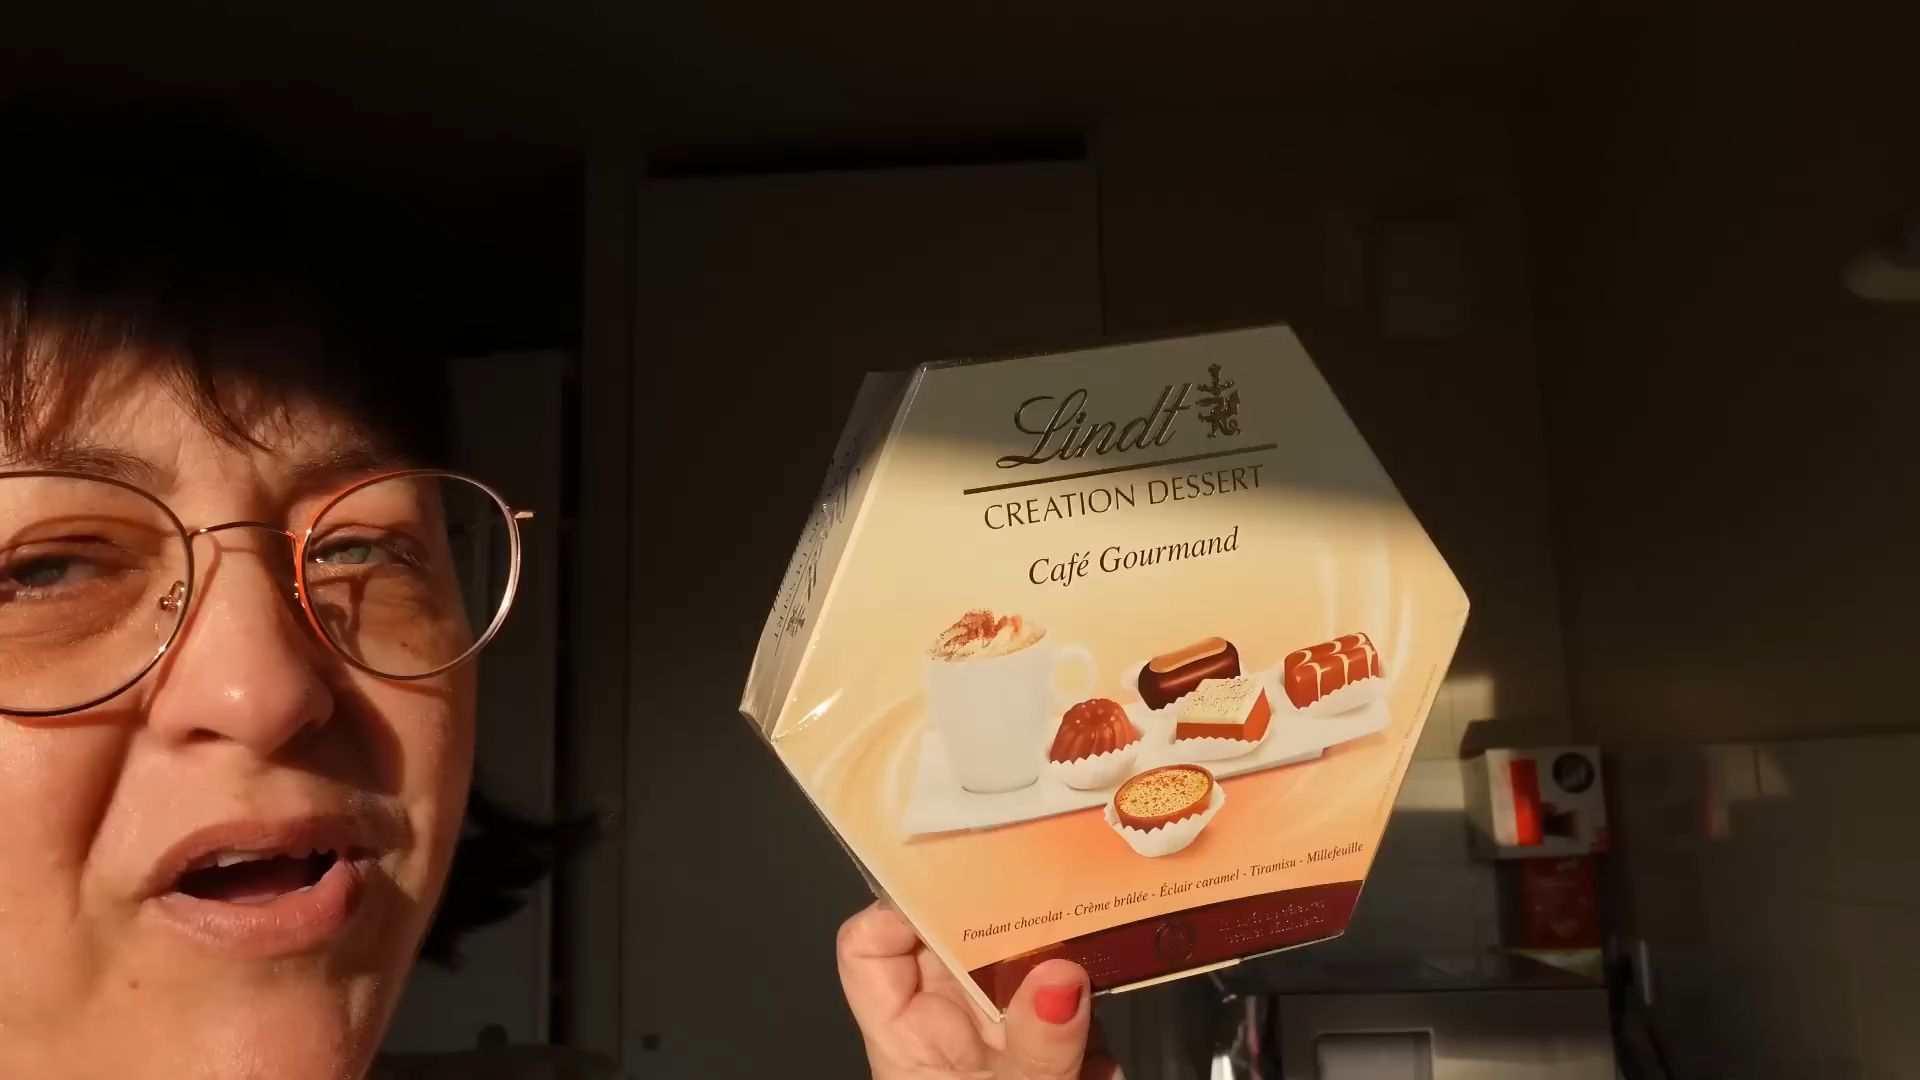 Lindt
CREATION DESSERT
Café Gourmand
Fondant chocolat - Crème brûlée - Éclair caramel - Tiramisu - Millefeuille